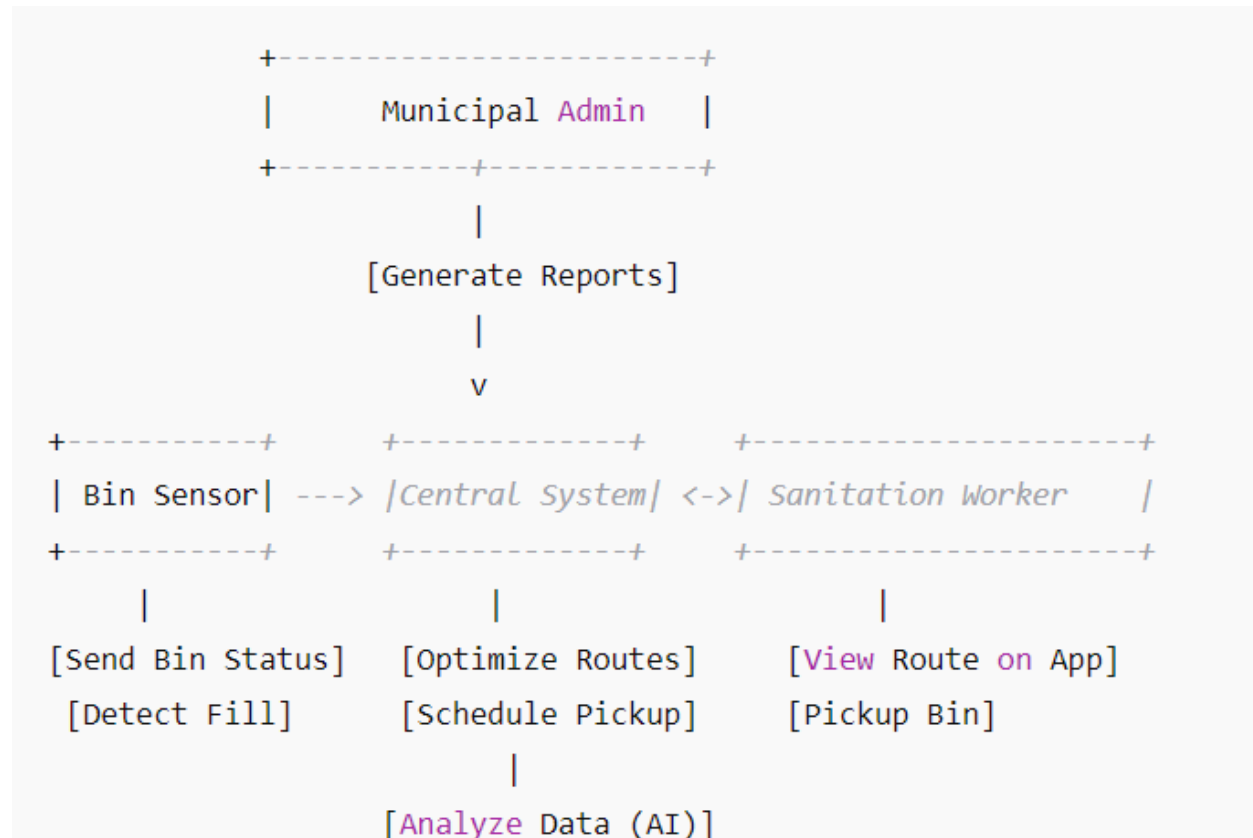 +------------------------+
|      Municipal Admin   |
+-----------+------------+
|
[Generate Reports]
|
v
+-----------+      +-------------+     +----------------------+
| Bin Sensor| ---> |Central System| <->| Sanitation Worker    |
+-----------+      +-------------+     +----------------------+
|                   |                     |
[Send Bin Status]   [Optimize Routes]     [View Route on App]
[Detect Fill]      [Schedule Pickup]     [Pickup Bin]
|
[Analyze Data (AI)]